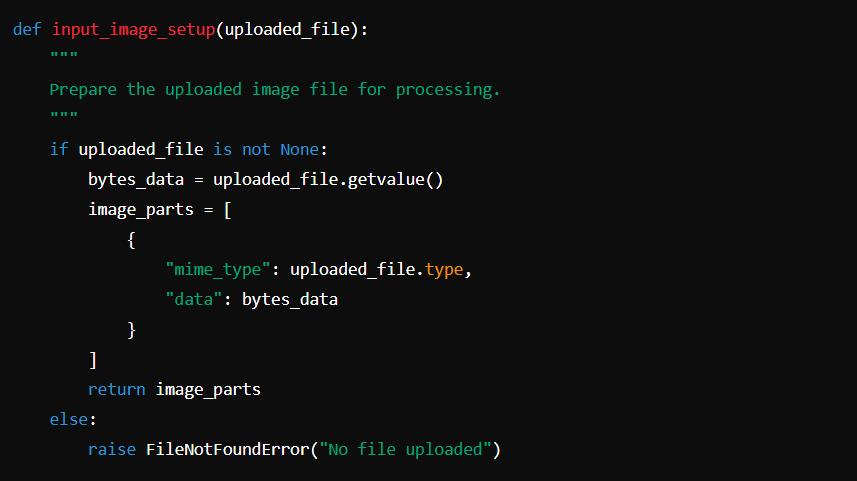 def input_image_setup(uploaded_file):
    """
    Prepare the uploaded image file for processing.
    """
    if uploaded_file is not None:
        bytes_data = uploaded_file.getvalue()
        image_parts = [
            {
                "mime_type": uploaded_file.type,
                "data": bytes_data
            }
        ]
        return image_parts
    else:
        raise FileNotFoundError("No file uploaded")